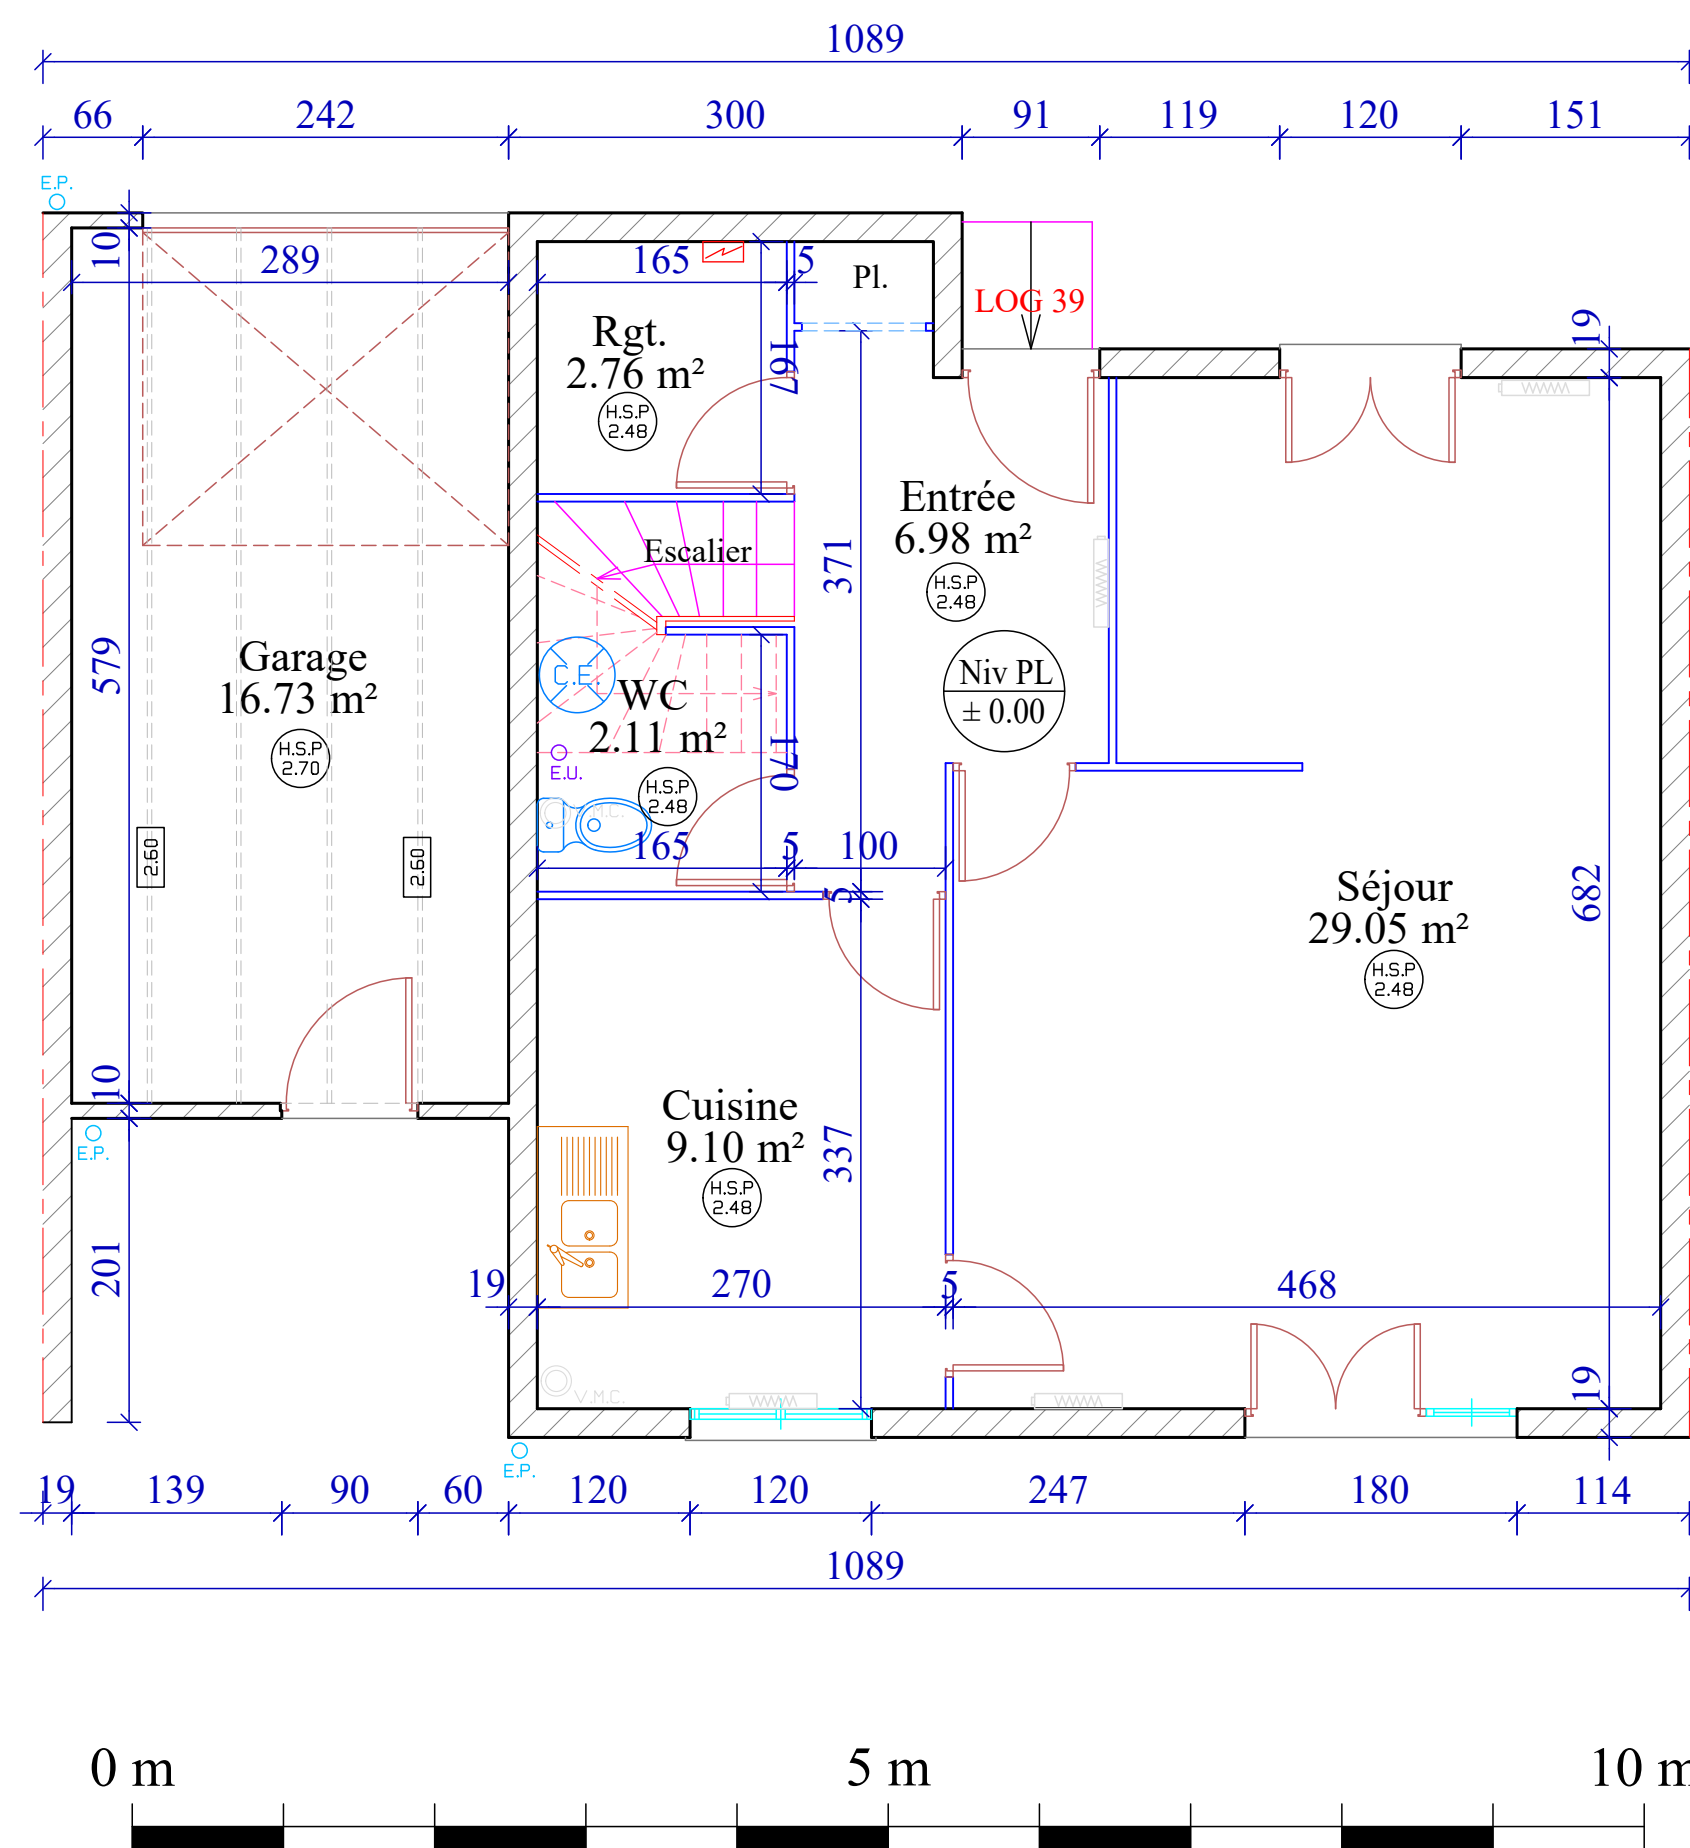 1089
66 242 300 91 119 120 151
E.P.
10
289
165
5
Pl.
LOG 39
19
Rgt.
2.76 m²
H.S.P
2.48
167
Entrée
6.98 m²
H.S.P
2.48
Escalier
371
579
Garage
16.73 m²
H.S.P
2.70
C.E.
WC
2.11 m²
H.S.P
2.48
Niv PL
± 0.00
E.U.
170
V.M.C.
2.60
2.60
165
5
100
5
Séjour
29.05 m²
H.S.P
2.48
682
10
E.P.
Cuisine
9.10 m²
H.S.P
2.48
337
201
19
270
5
468
19
V.M.C.
E.P.
19 139 90 60 120 120 247 180 114
1089
0 m 5 m 10 m